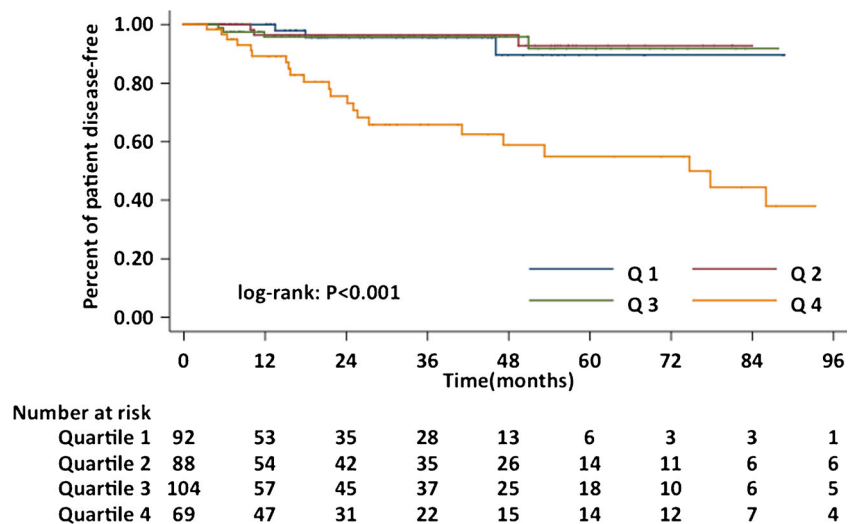 Percent of patient disease-free
1.00
0.80
0.60
0.40
0.20
0.00
log-rank: P<0.001
Q 1 Q 2
Q 3 Q 4
0 12 24 36 48 60 72 84 96
Time(months)
Number at risk
Quartile 1 92 53 35 28 13 6 3 3 1
Quartile 2 88 54 42 35 26 14 11 6 6
Quartile 3 104 57 45 37 25 18 10 6 5
Quartile 4 69 47 31 22 15 14 12 7 4